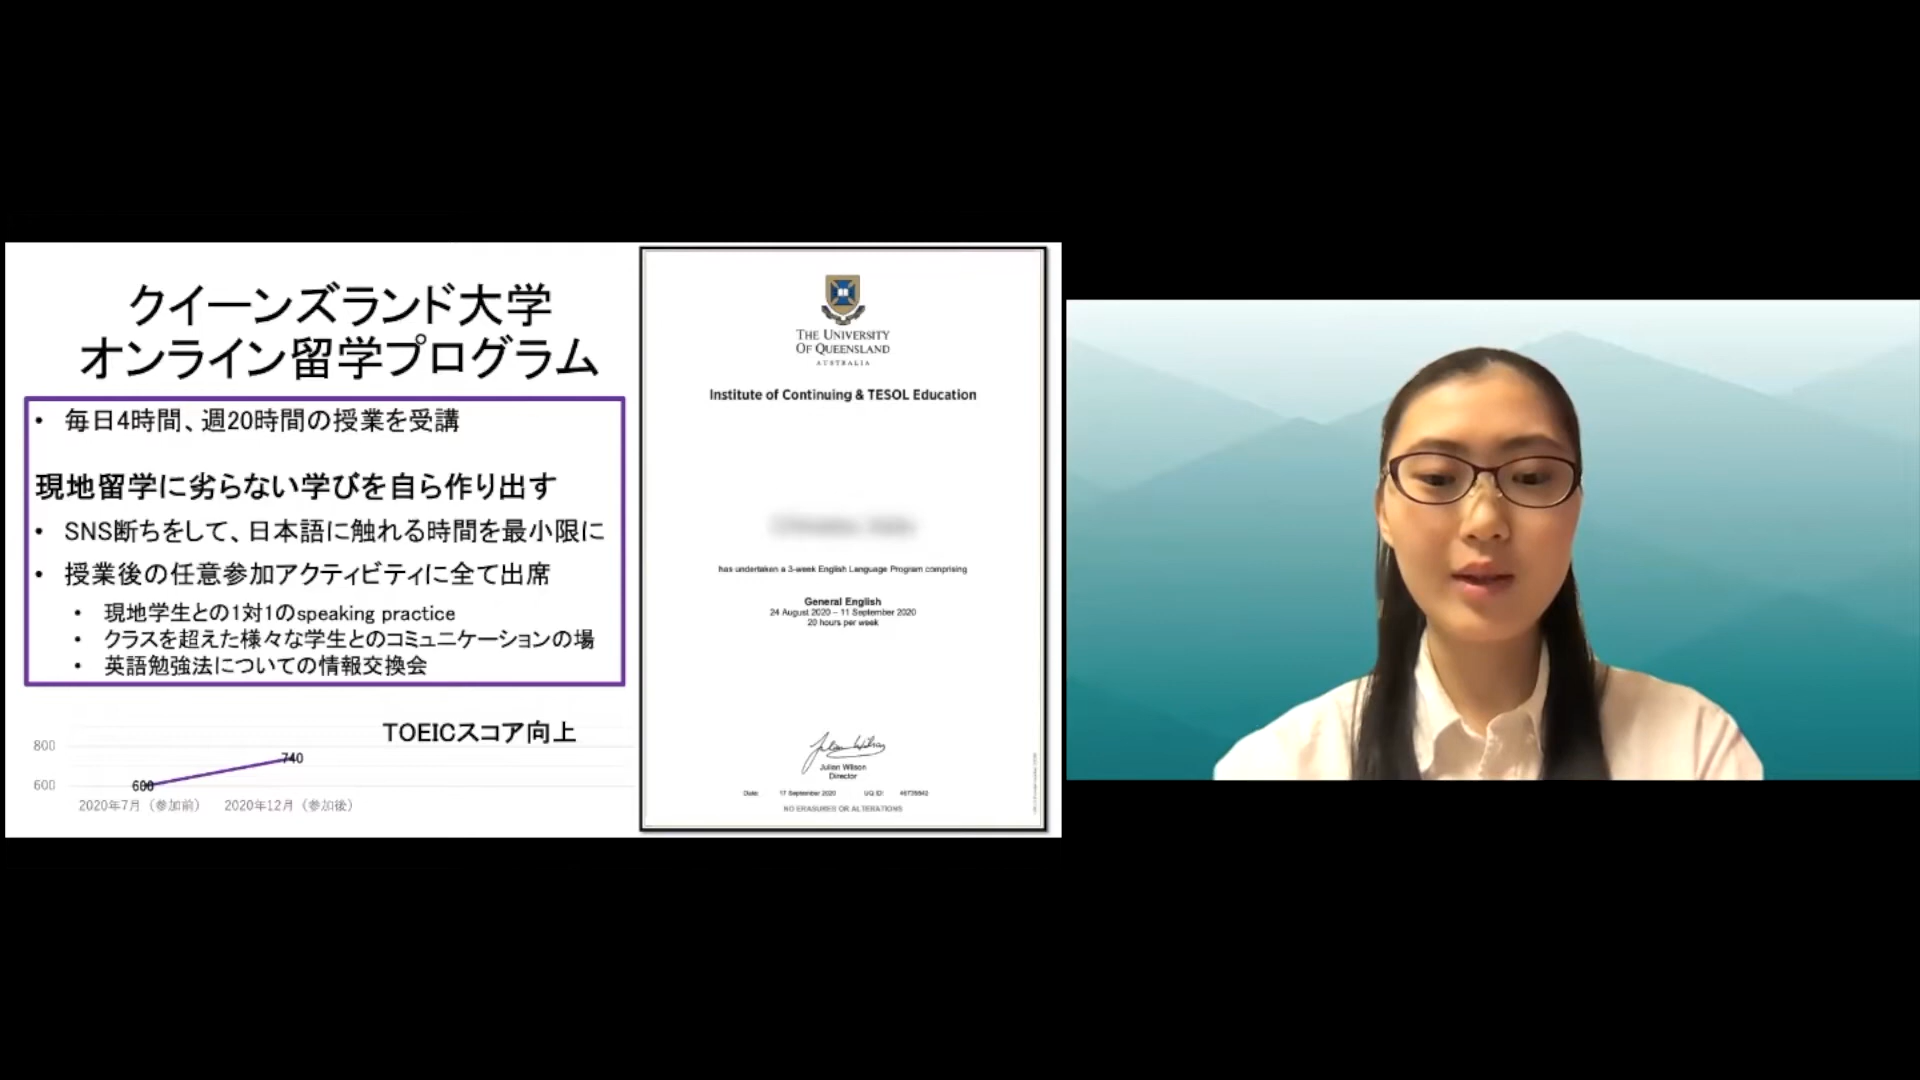 クイーンズランド大学
オンライン留学プログラム
• 毎日4時間、週20時間の授業を受講
現地留学に劣らない学びを自ら作り出す
• SNS断ちをして、日本語に触れる時間を最小限に
• 授業後の任意参加アクティビティに全て出席
• 現地学生との1対1のspeaking practice
• クラスを超えた様々な学生とのコミュニケーションの場
• 英語勉強法についての情報交換会
TOEICスコア向上
800
740
600
600
2020年7月（参加前） 2020年12月（参加後）
THE UNIVERSITY
OF QUEENSLAND
AUSTRALIA
Institute of Continuing & TESOL Education
has undertaken a 3-week English Language Program comprising
General English
24 August 2020 – 11 September 2020
20 hours per week
Julian Wilson
Director
Date: 17 September 2020 UQ ID:
NO ERASURES OR ALTERATIONS